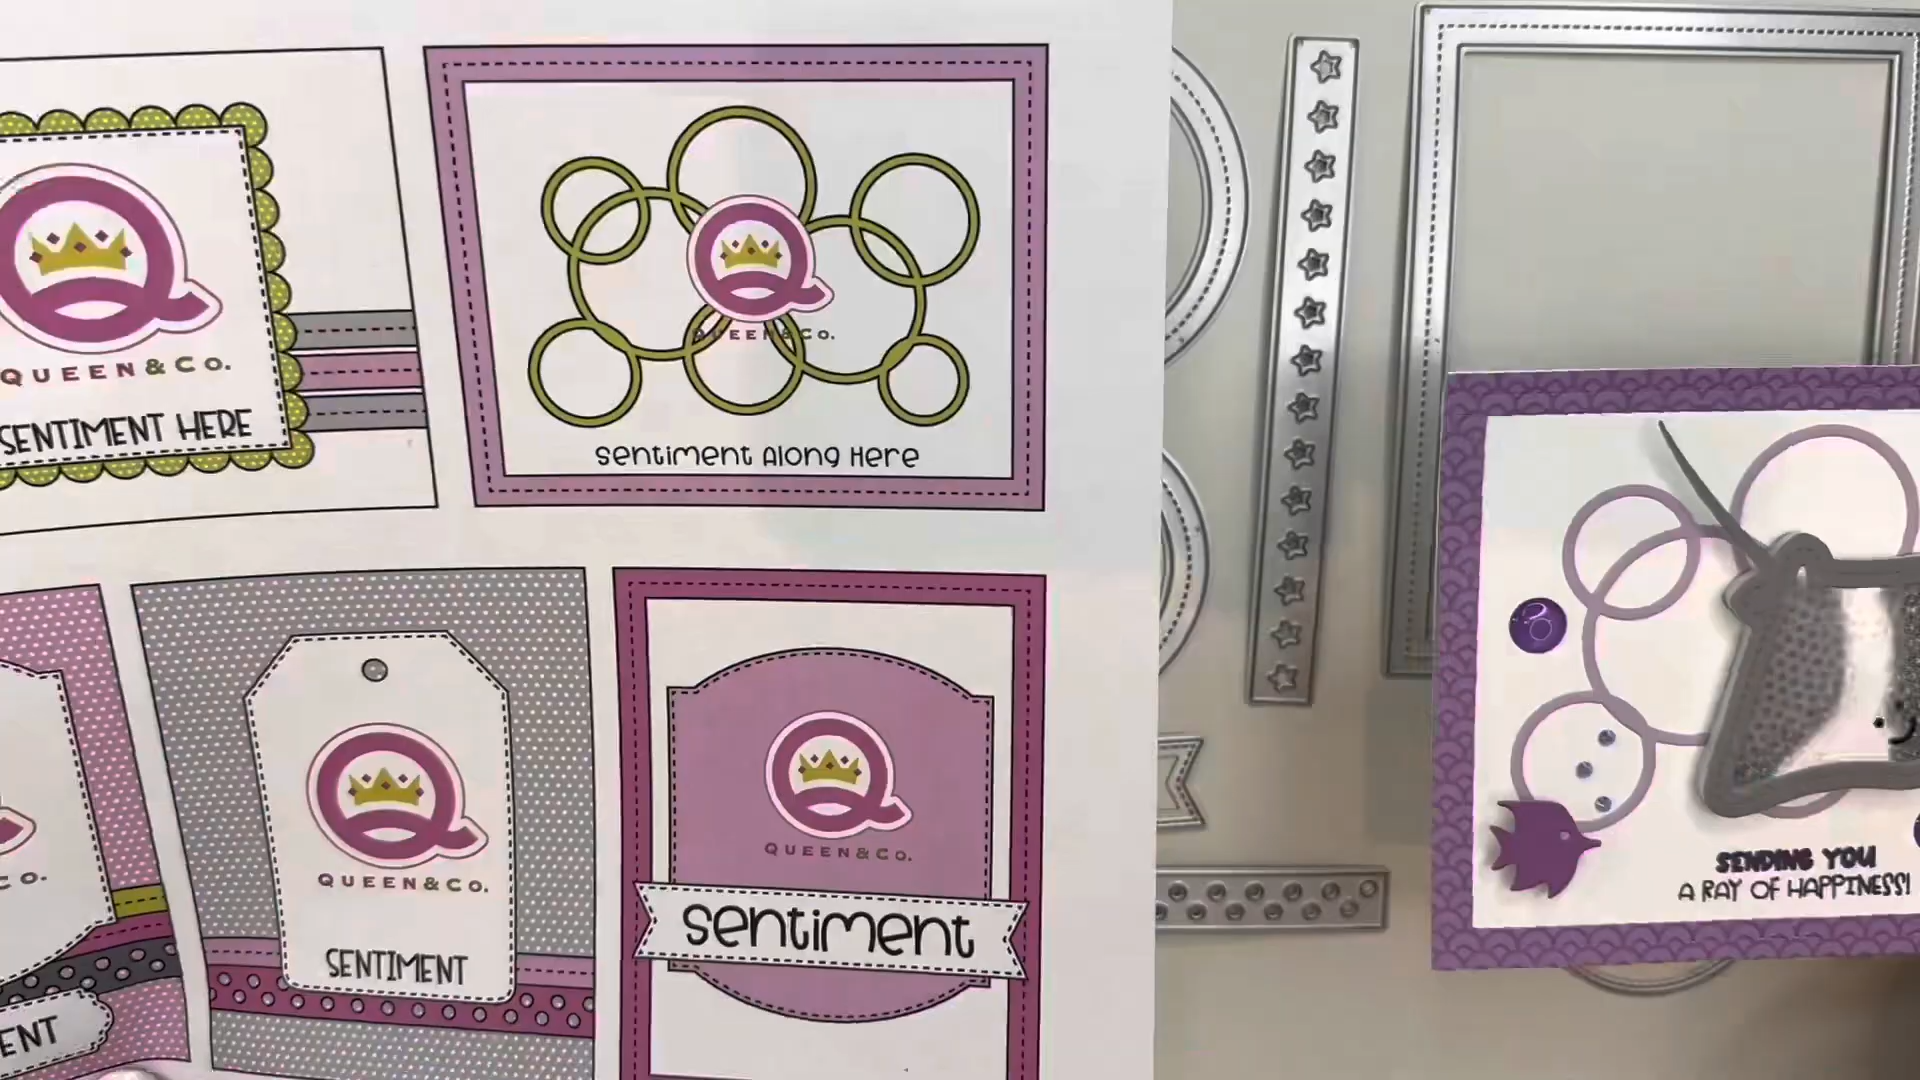 QUEEN & CO.
SENTIMENT HERE
QUEEN & CO.
sentiment Along Here
CO.
ENT
QUEEN & CO.
SENTIMENT
QUEEN & CO.
sentiment
SENDING YOU
A RAY OF HAPPINESS!